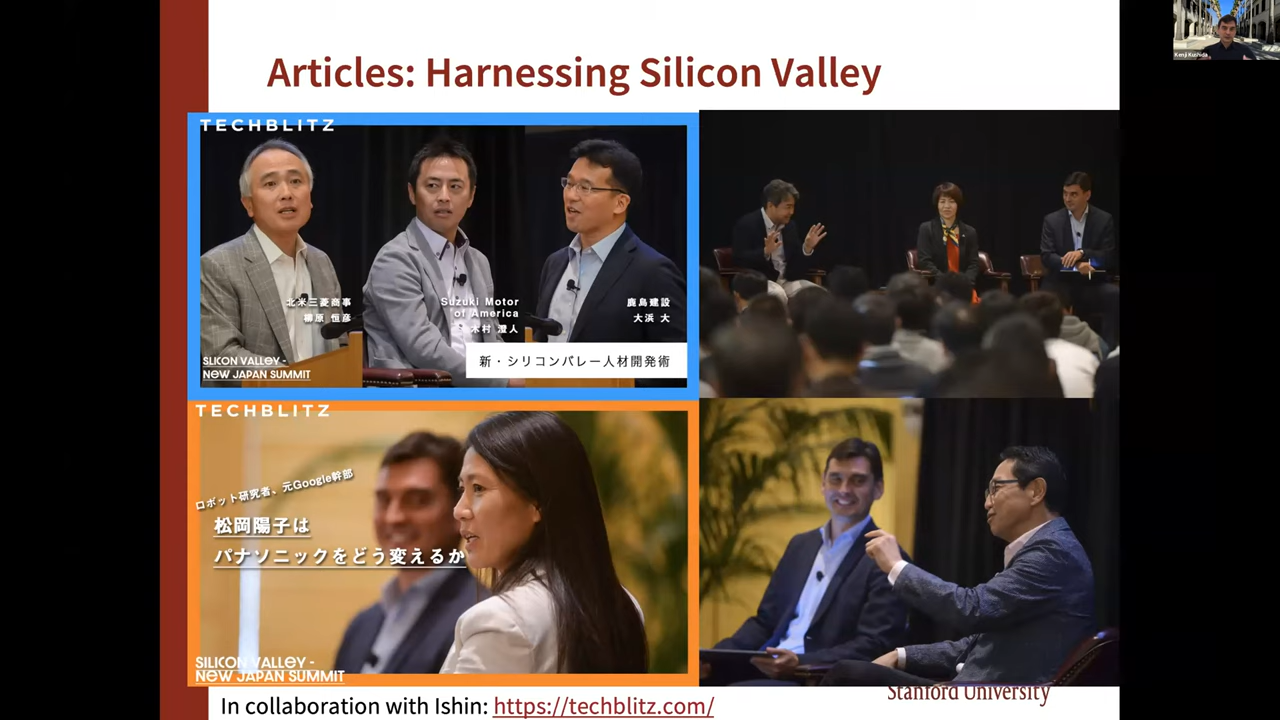 Articles: Harnessing Silicon Valley
Kenji Kushida
TECHBLITZ
北米三菱商事
柳原 恒彦
Suzuki Motor
of America
木村 澄人
鹿島建設
大浜 大
SILICON VALLEY -
NEW JAPAN SUMMIT
新・シリコンバレー人材開発術
TECHBLITZ
ロボット研究者、元Google幹部
松岡陽子は
パナソニックをどう変えるか
SILICON VALLEY -
NEW JAPAN SUMMIT
Stanford University
In collaboration with Ishin: https://techblitz.com/